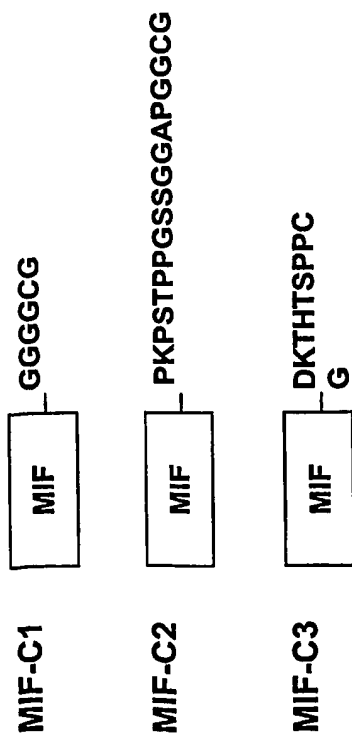 MIF-C1
MIF
GGGGCG
MIF-C2
MIF
PKPSTPPGSSGGAPGGCG
MIF-C3
MIF
DKTHTSPPC
G